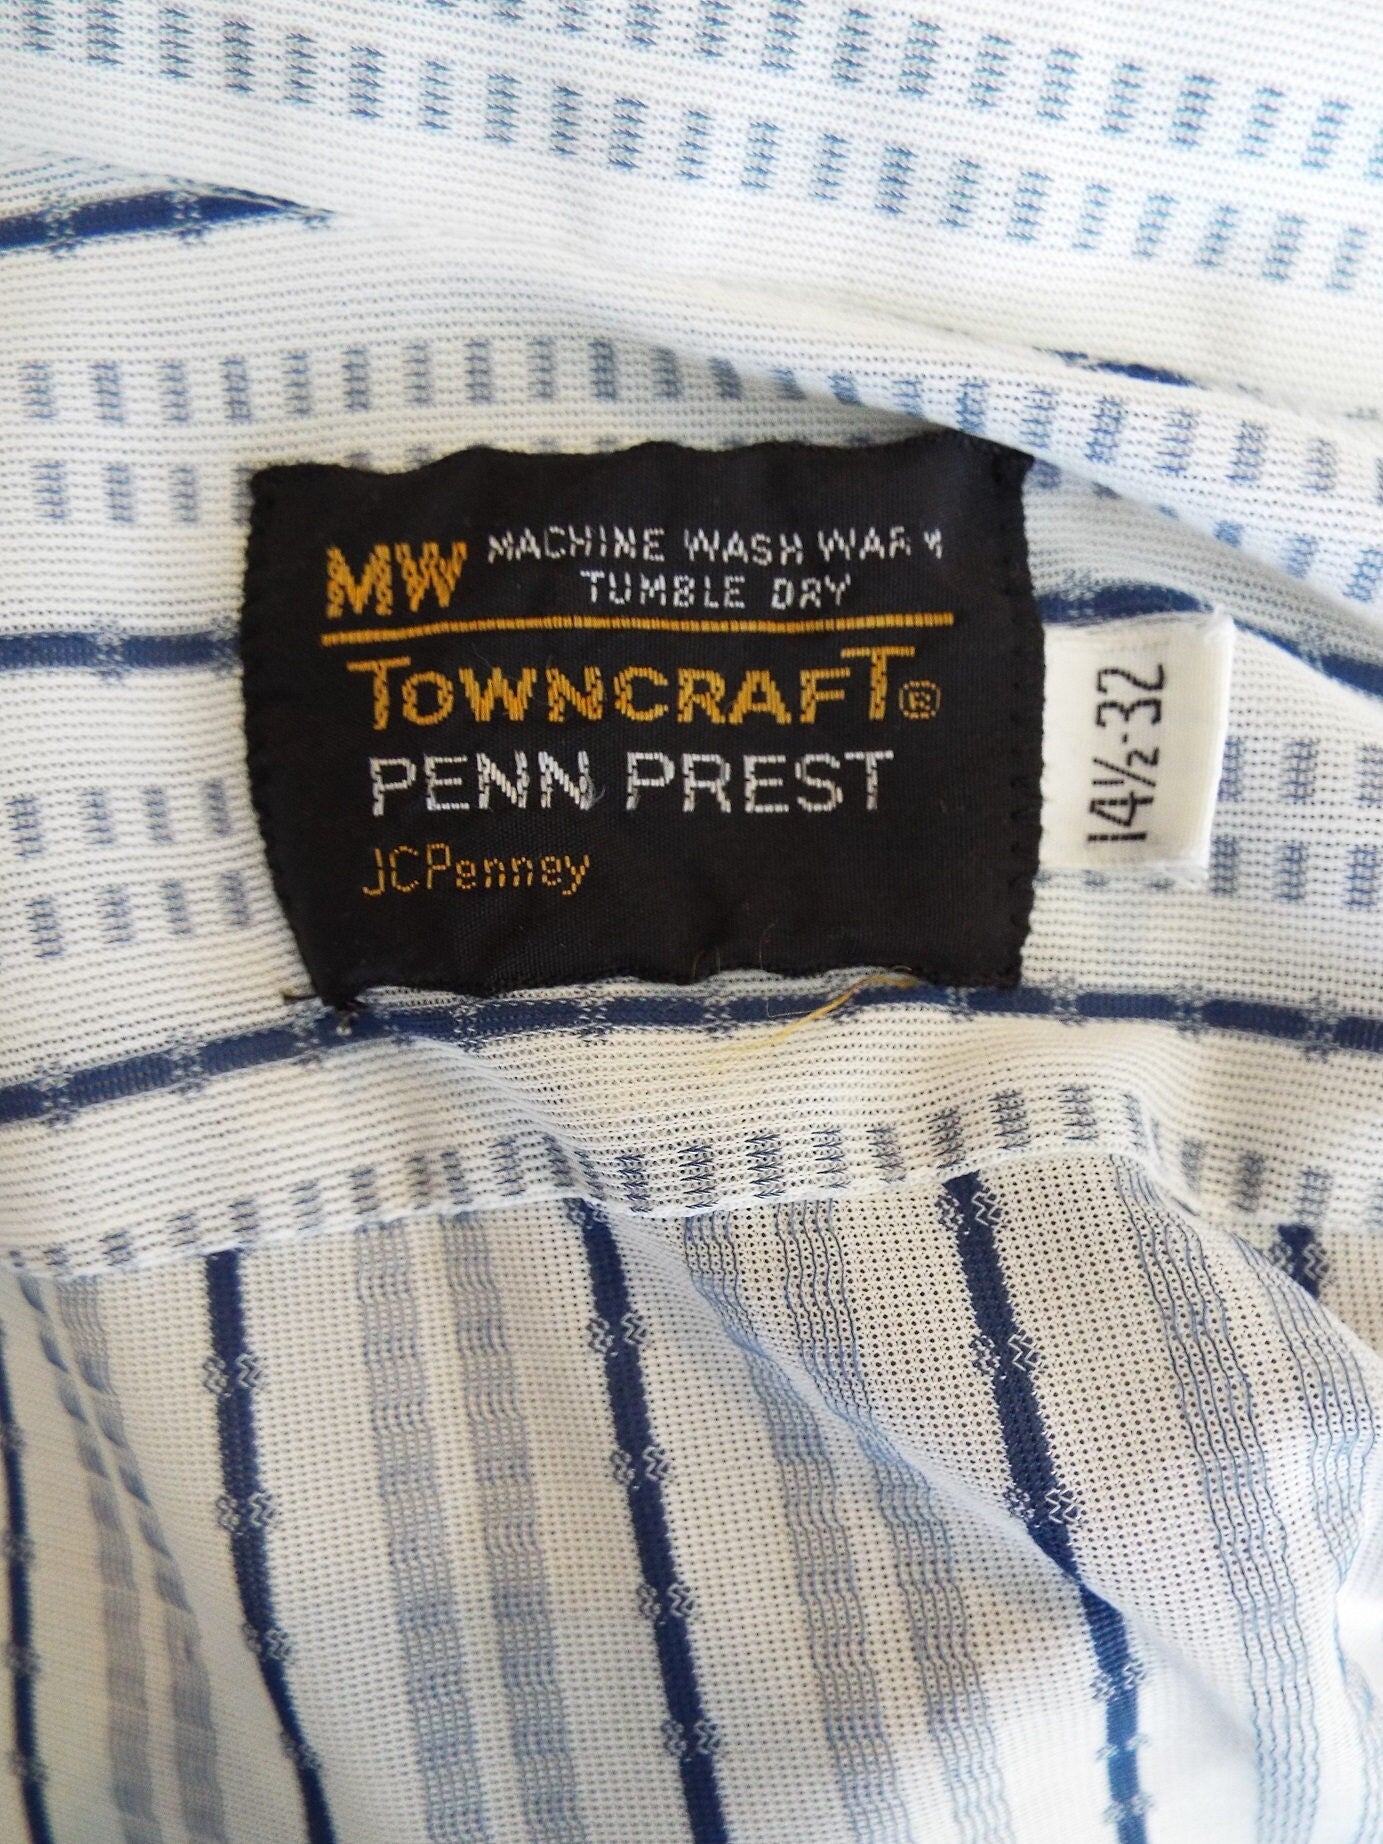 MW MACHINE WASH WARM
TUMBLE DRY
TOWNCRAFT®
PENN PREST
JCPenney
14½-32